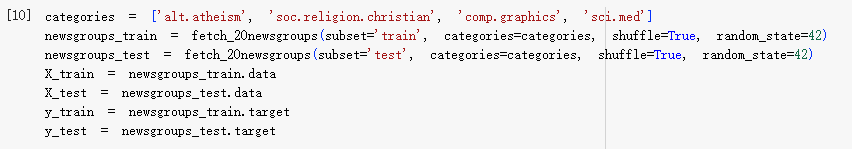 [10] categories = ['alt.atheism', 'soc.religion.christian', 'comp.graphics', 'sci.med']
newsgroups_train = fetch_20newsgroups(subset='train', categories=categories, shuffle=True, random_state=42)
newsgroups_test = fetch_20newsgroups(subset='test', categories=categories, shuffle=True, random_state=42)
X_train = newsgroups_train.data
X_test = newsgroups_test.data
y_train = newsgroups_train.target
y_test = newsgroups_test.target